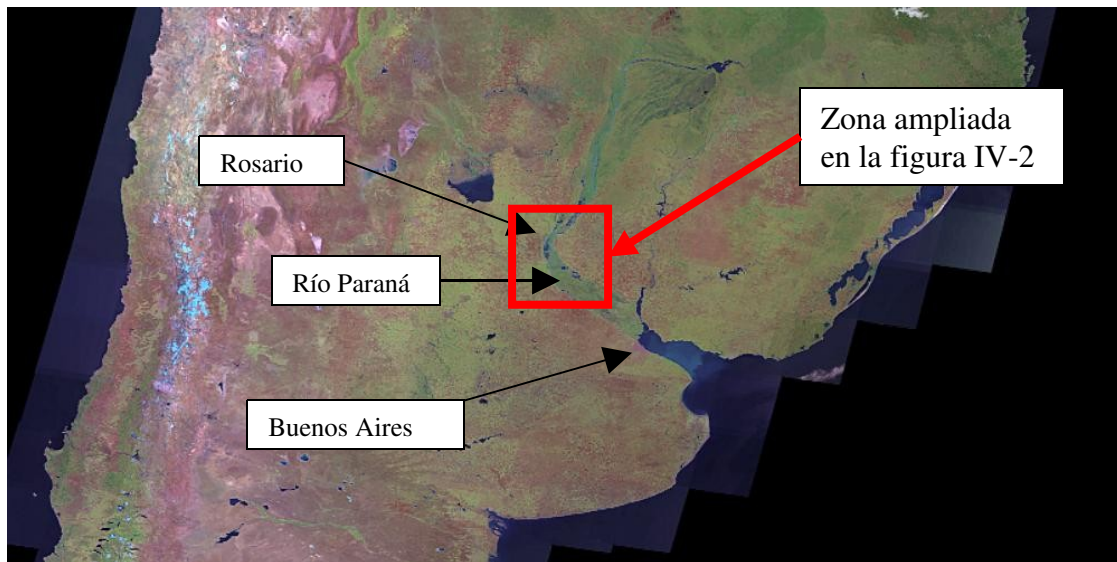 Zona ampliada
en la figura IV-2
Rosario
Río Paraná
Buenos Aires